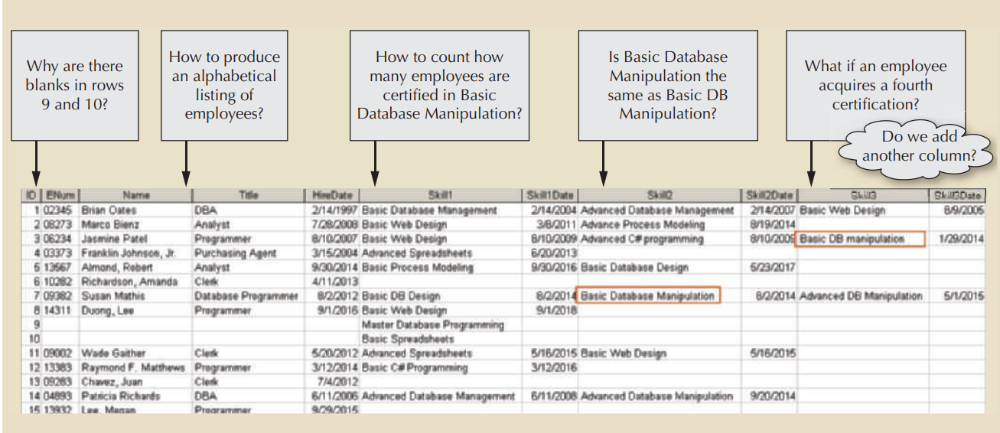 Why are there
blanks in rows
9 and 10?
How to produce
an alphabetical
listing of
employees?
How to count how
many employees are
certified in Basic
Database Manipulation?
Is Basic Database
Manipulation the
same as Basic DB
Manipulation?
What if an employee
acquires a fourth
certification?
Do we add
another column?
ID ENum Name Title HireDate Skill1 Skill1Date Skill2 Skill2Date Skill3 Skill3Date
1 02345 Brian Oates DBA 2/14/1997 Basic Database Management 2/14/2004 Advanced Database Management 2/14/2007 Basic Web Design 8/9/2005
2 08273 Marco Bienz Analyst 7/28/2008 Basic Web Design 3/8/2011 Advance Process Modeling 8/19/2014
3 06234 Jasmine Patel Programmer 8/10/2007 Basic Web Design 8/10/2009 Advanced C# programming 8/10/2009 Basic DB manipulation 1/29/2014
4 03373 Franklin Johnson, Jr. Purchasing Agent 3/15/2004 Advanced Spreadsheets 6/20/2013
5 13567 Almond, Robert Analyst 9/30/2014 Basic Process Modeling 9/30/2016 Basic Database Design 5/23/2017
6 10282 Richardson, Amanda Clerk 4/11/2013
7 09382 Susan Mathis Database Programmer 8/2/2012 Basic DB Design 8/2/2014 Basic Database Manipulation 8/2/2014 Advanced DB Manipulation 5/1/2015
8 14311 Duong, Lee Programmer 9/1/2016 Basic Web Design 9/1/2018
9 Master Database Programming
10 Basic Spreadsheets
11 09002 Wade Gaither Clerk 5/20/2012 Advanced Spreadsheets 5/16/2015 Basic Web Design 5/16/2015
12 13383 Raymond F. Matthews Programmer 3/12/2014 Basic C# Programming 3/12/2016
13 09283 Chavez, Juan Clerk 7/4/2012
14 04893 Patricia Richards DBA 6/11/2006 Advanced Database Management 6/11/2008 Advanced Database Manipulation 9/20/2014
15 13932 Lee, Megan Programmer 9/29/2015